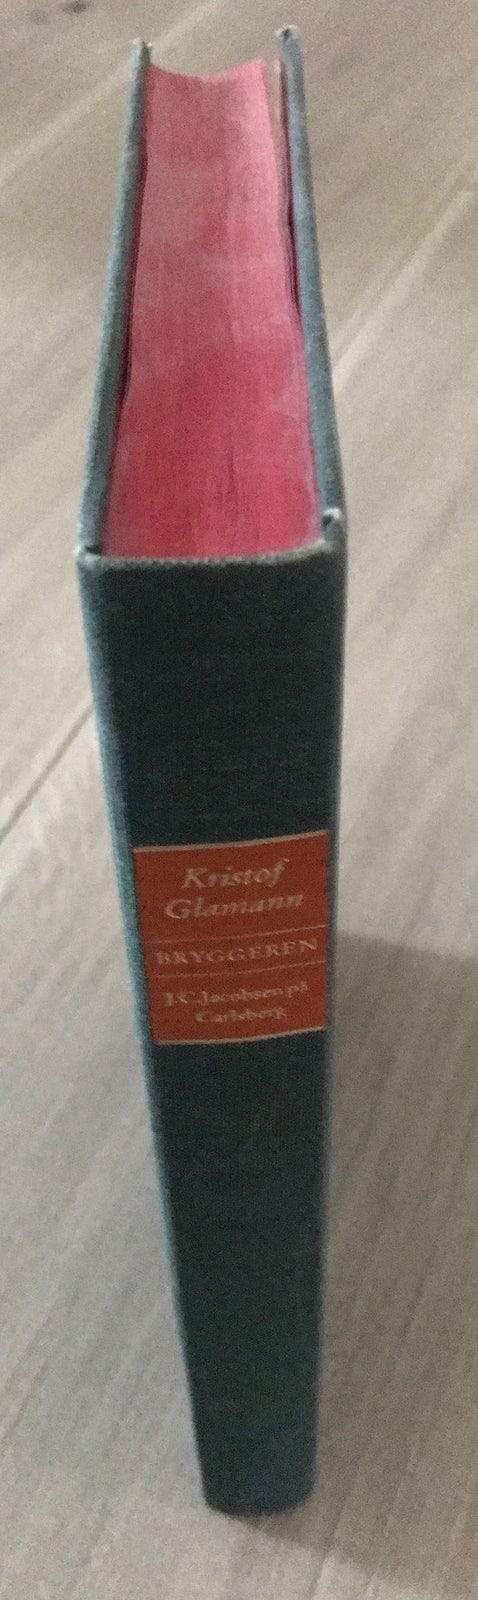 Kristof
Glamann
BRYGGEREN
J.C. Jacobsen på
Carlsberg